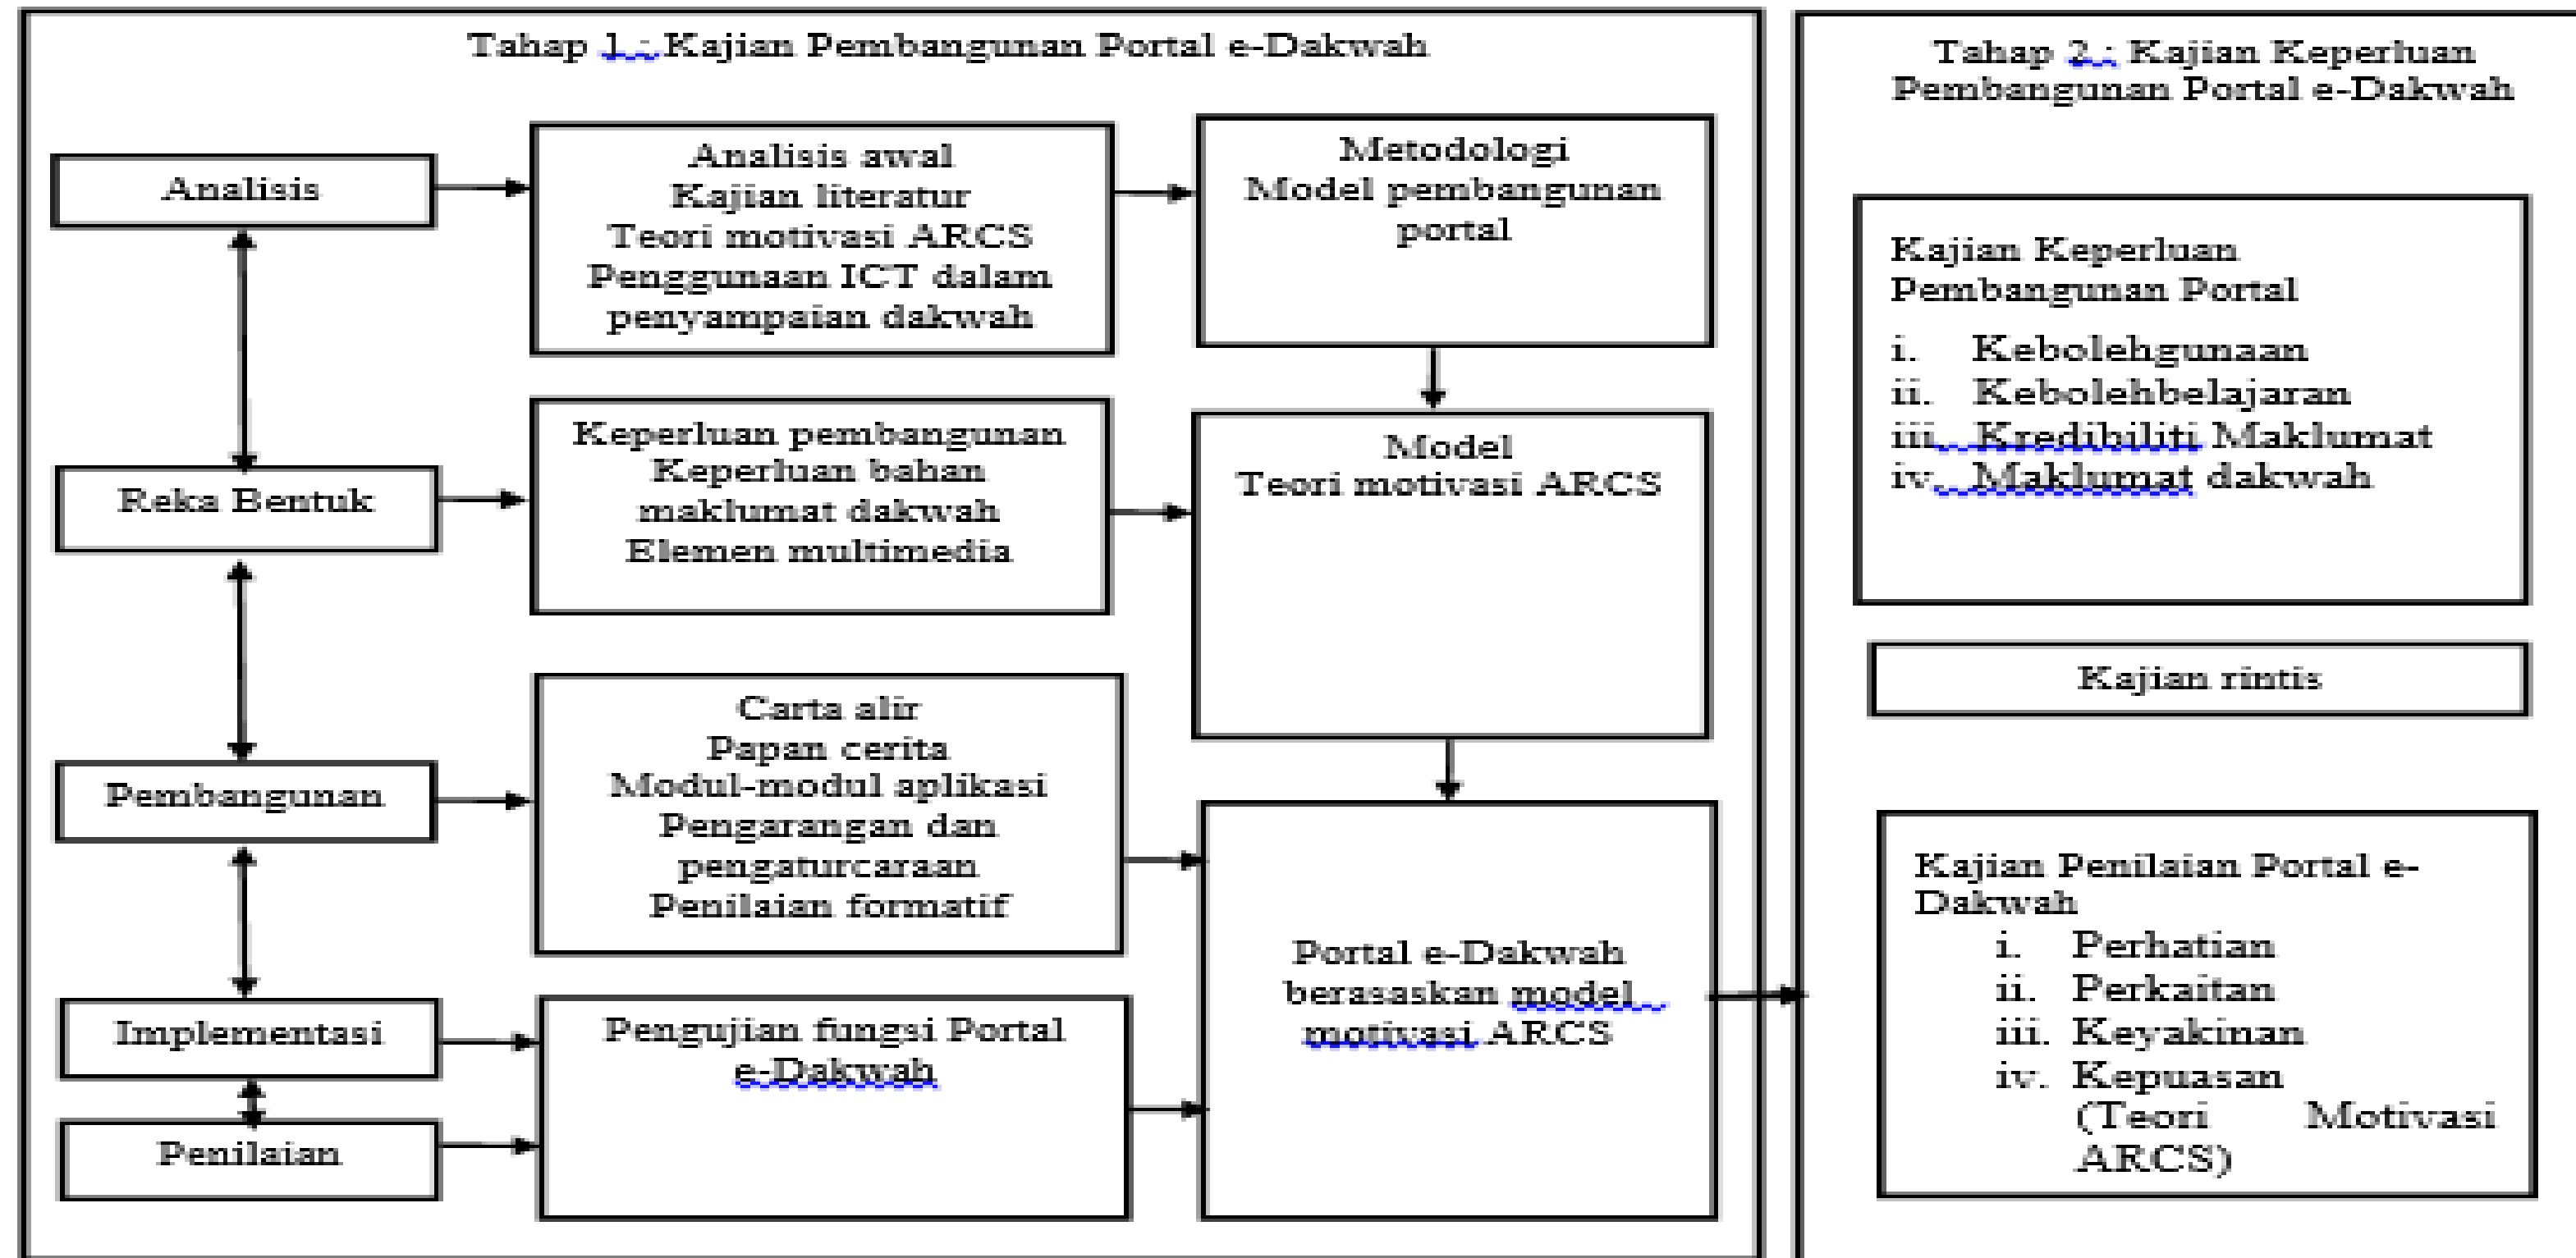 Tahap 1 : Kajian Pembangunan Portal e-Dakwah
Analisis
Analisis awal
Kajian literatur
Teori motivasi ARCS
Penggunaan ICT dalam
penyampaian dakwah
Metodologi
Model pembangunan
portal
Reka Bentuk
Keperluan pembangunan
Keperluan bahan
maklumat dakwah
Elemen multimedia
Model
Teori motivasi ARCS
Pembangunan
Carta alir
Papan cerita
Modul-modul aplikasi
Pengarangan dan
pengaturcaraan
Penilaian formatif
Implementasi
Penilaian
Pengujian fungsi Portal
e-Dakwah
Portal e-Dakwah
berasaskan model
motivasi ARCS
Tahap 2 : Kajian Keperluan
Pembangunan Portal e-Dakwah
Kajian Keperluan
Pembangunan Portal
i. Kebolehgunaan
ii. Kebolehbelajaran
iii. Kredibiliti Maklumat
iv. Maklumat dakwah
Kajian rintis
Kajian Penilaian Portal e-
Dakwah
i. Perhatian
ii. Perkaitan
iii. Keyakinan
iv. Kepuasan
(Teori Motivasi
ARCS)